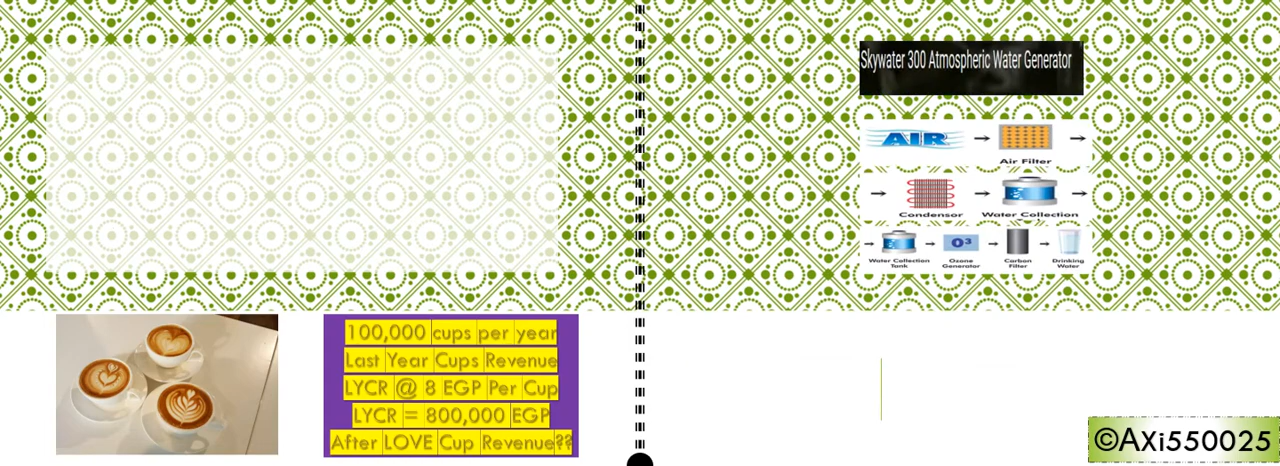 Skywater 300 Atmospheric Water Generator
AIR
Air Filter
Condensor
Water Collection
Water Collection
Tank
O³
Ozone
Generator
Carbon
Filter
Drinking
Water
100,000 cups per year
Last Year Cups Revenue
LYCR @ 8 EGP Per Cup
LYCR = 800,000 EGP
After LOVE Cup Revenue??
©AXi550025